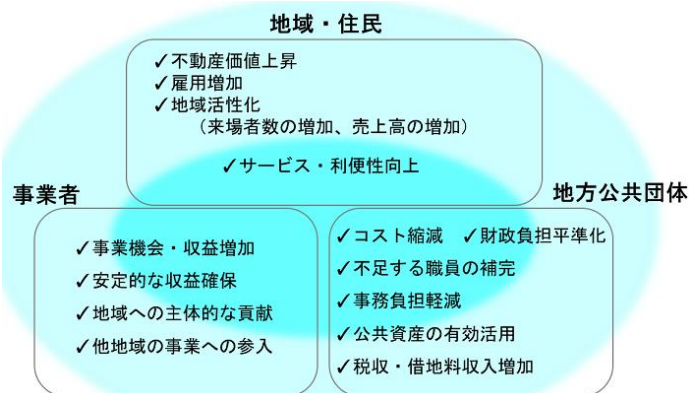 地域・住民
✓不動産価値上昇
✓雇用増加
✓地域活性化
（来場者数の増加、売上高の増加）
✓サービス・利便性向上
事業者
✓事業機会・収益増加
✓安定的な収益確保
✓地域への主体的な貢献
✓他地域の事業への参入
地方公共団体
✓コスト縮減　✓財政負担平準化
✓不足する職員の補完
✓事務負担軽減
✓公共資産の有効活用
✓税収・借地料収入増加